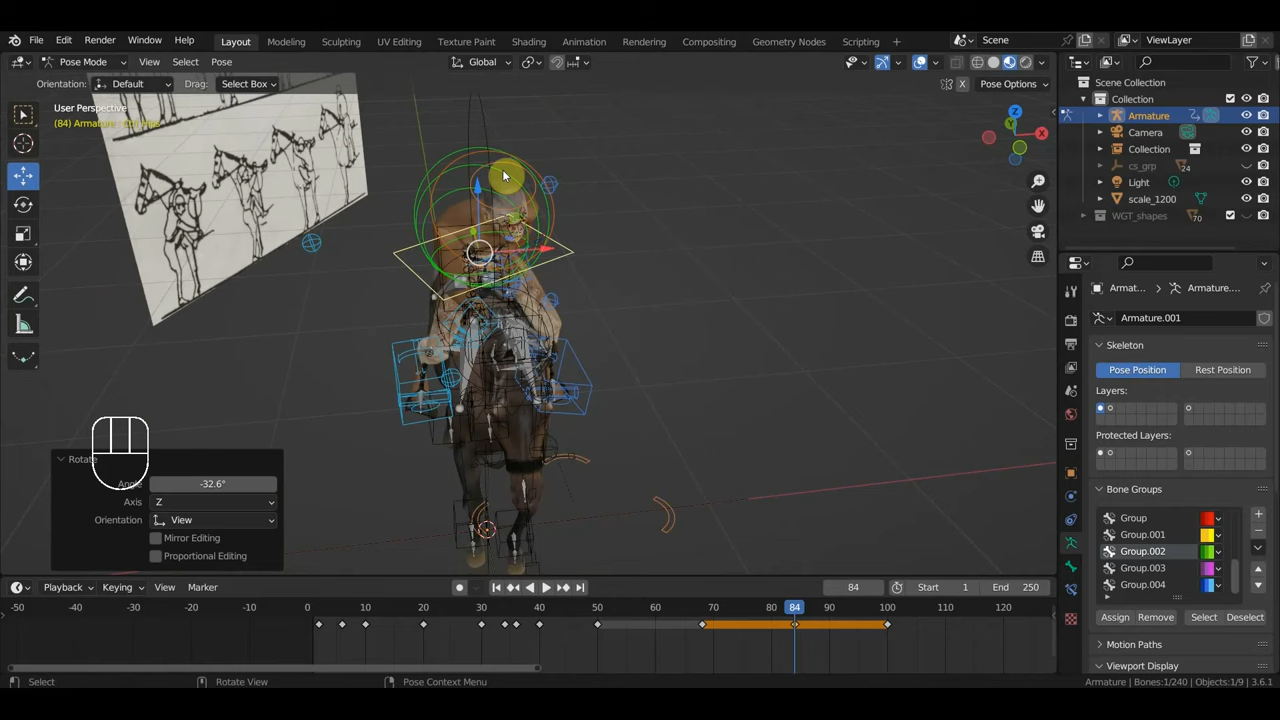 File Edit Render Window Help Layout Modeling Sculpting UV Editing Texture Paint Shading Animation Rendering Compositing Geometry Nodes Scripting + Scene ViewLayer
Pose Mode View Select Pose Global X Pose Options
Orientation: Default Drag: Select Box
User Perspective
(84) Armature :
Scene Collection
Collection
Armature
Camera
Collection
cs_grp 24
Light
scale_1200
WGT_shapes 70
X
Y
Z
Armat... Armature....
Armature.001
Skeleton
Pose Position Rest Position
Layers:
Protected Layers:
Bone Groups
Group
Group.001
Group.002
Group.003
Group.004
Assign Remove Select Deselect
Motion Paths
Viewport Display
Rotate
Angle -32.6°
Axis Z
Orientation View
Mirror Editing
Proportional Editing
Playback Keying View Marker 84 Start 1 End 250
-50 -40 -30 -20 -10 0 10 20 30 40 50 60 70 80 84 90 100 110 120
Select Rotate View Pose Context Menu Armature | Bones:1/240 | Objects:1/9 | 3.6.1